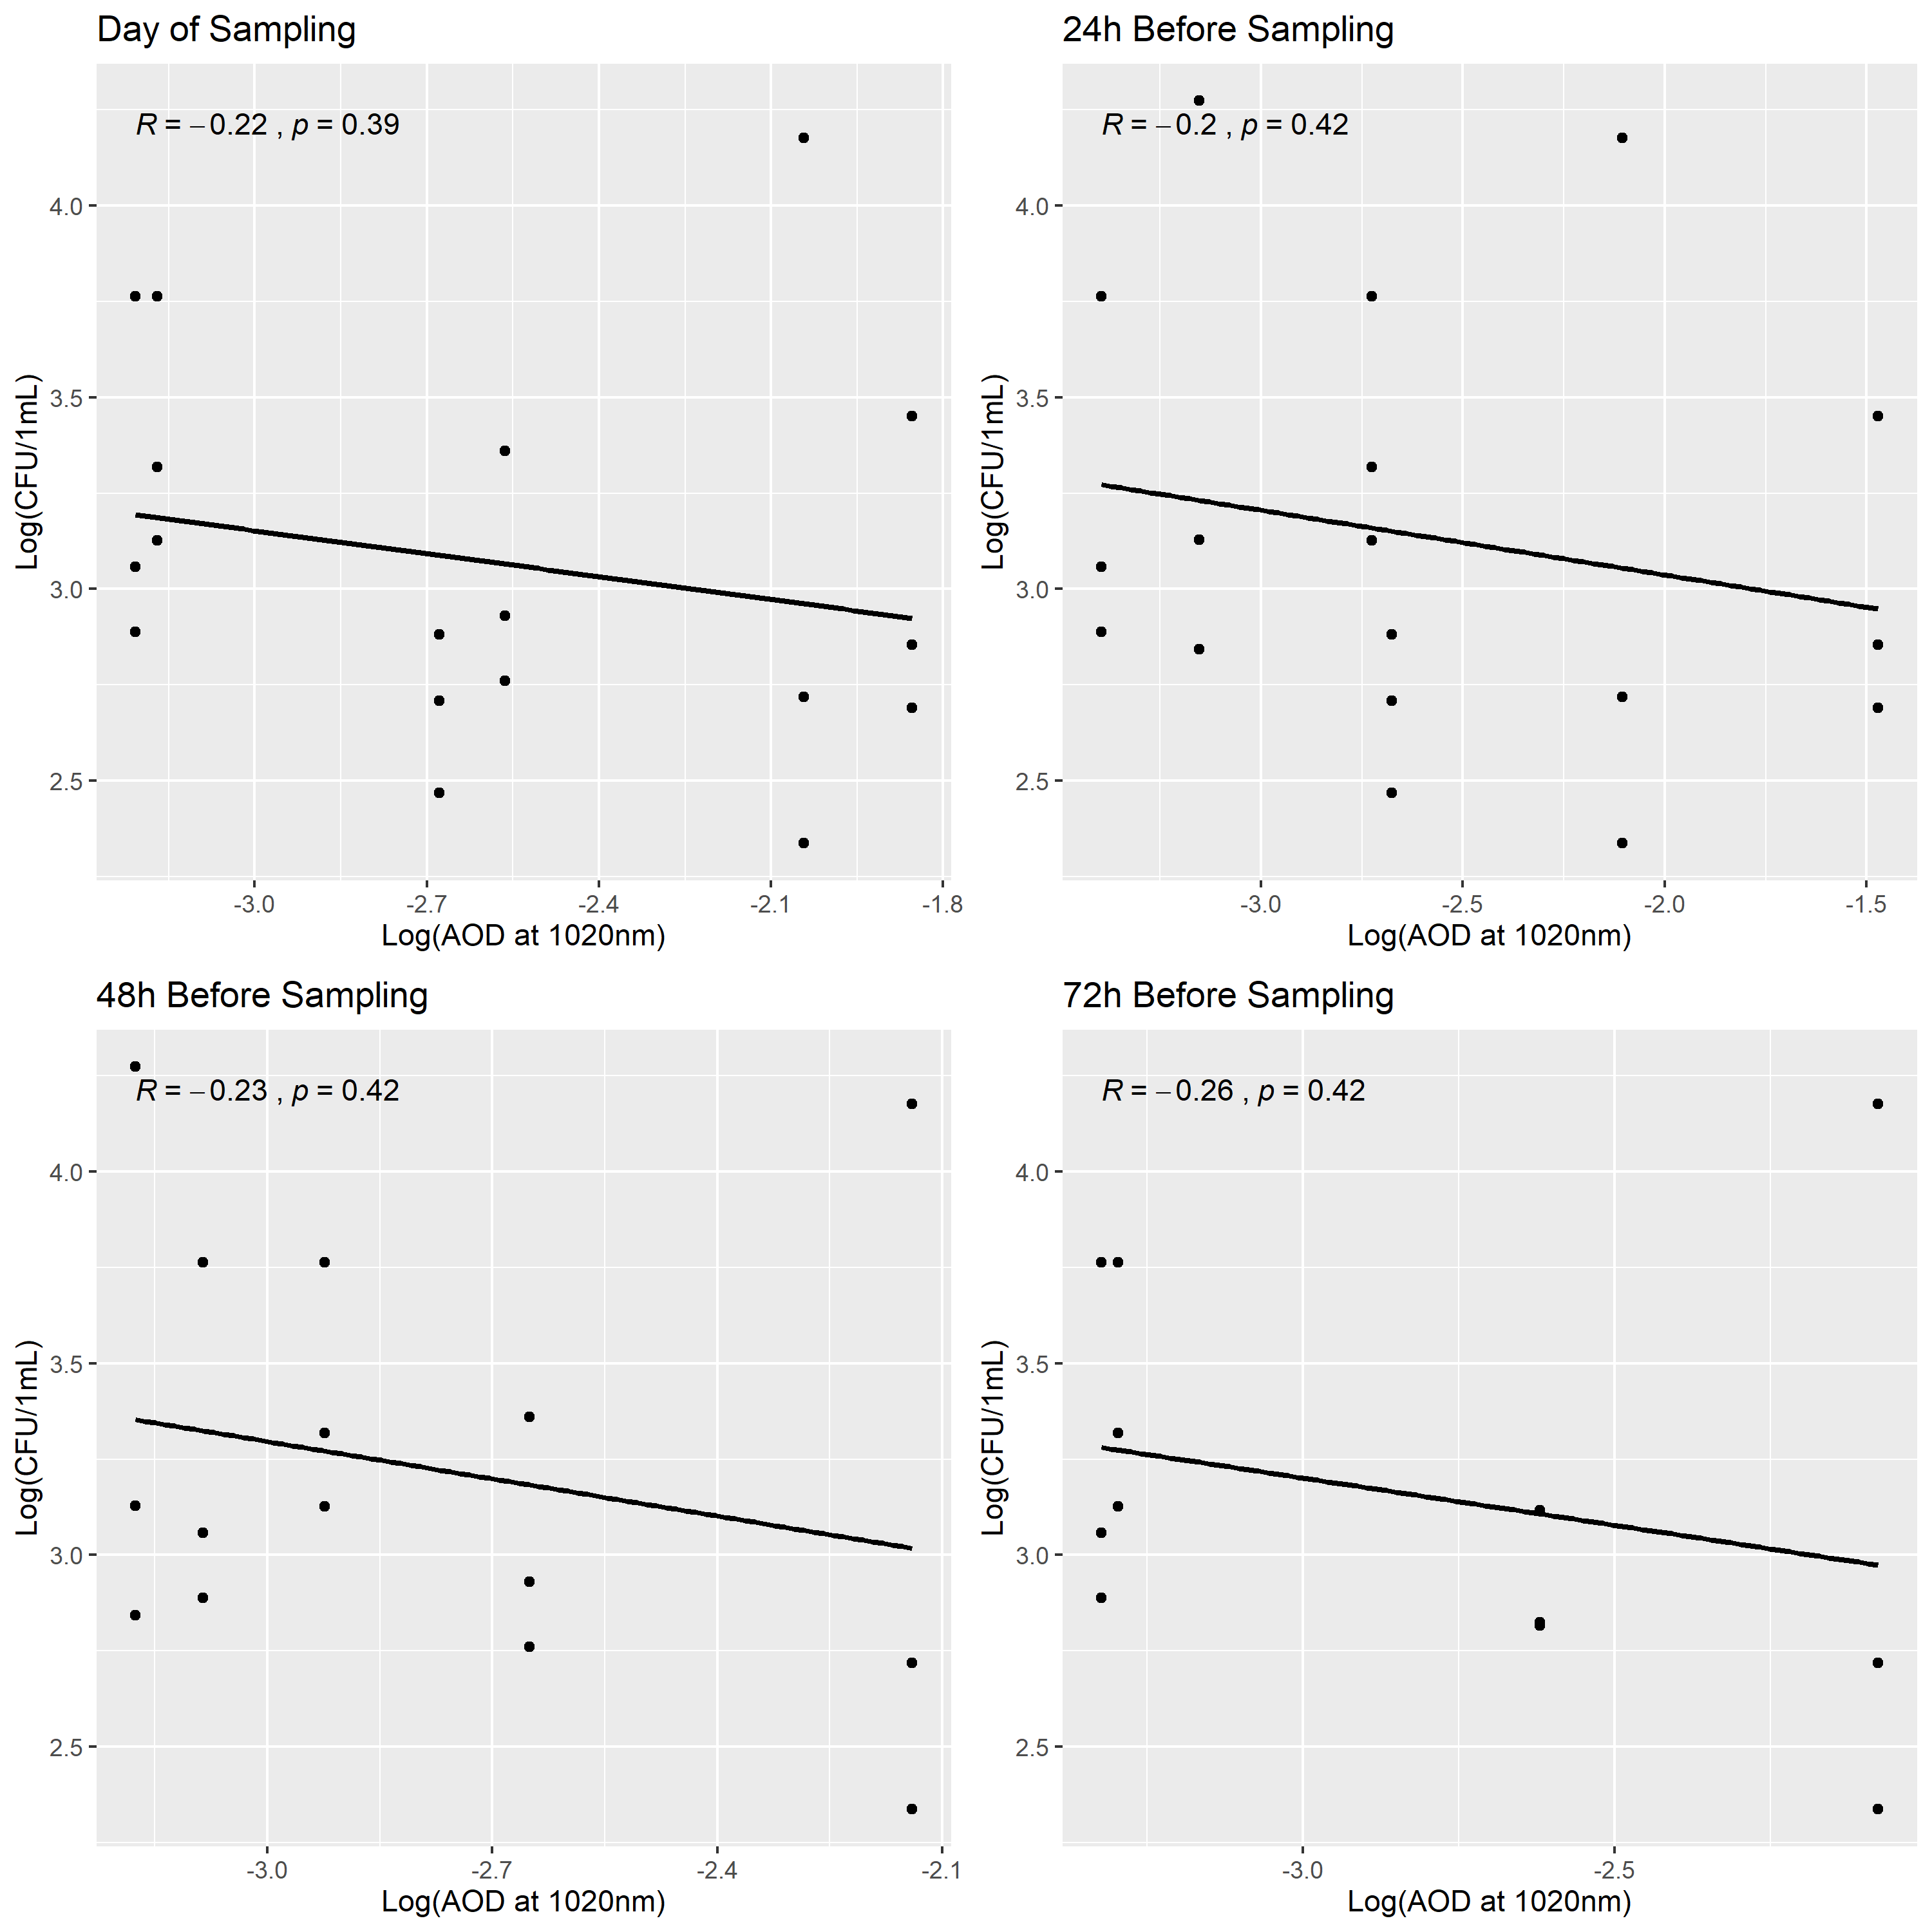 Day of Sampling
R = −0.22 , p = 0.39
Log(CFU/1mL)
4.0
3.5
3.0
2.5
-3.0 -2.7 -2.4 -2.1 -1.8
Log(AOD at 1020nm)
24h Before Sampling
R = −0.2 , p = 0.42
Log(CFU/1mL)
4.0
3.5
3.0
2.5
-3.0 -2.5 -2.0 -1.5
Log(AOD at 1020nm)
48h Before Sampling
R = −0.23 , p = 0.42
Log(CFU/1mL)
4.0
3.5
3.0
2.5
-3.0 -2.7 -2.4 -2.1
Log(AOD at 1020nm)
72h Before Sampling
R = −0.26 , p = 0.42
Log(CFU/1mL)
4.0
3.5
3.0
2.5
-3.0 -2.5
Log(AOD at 1020nm)